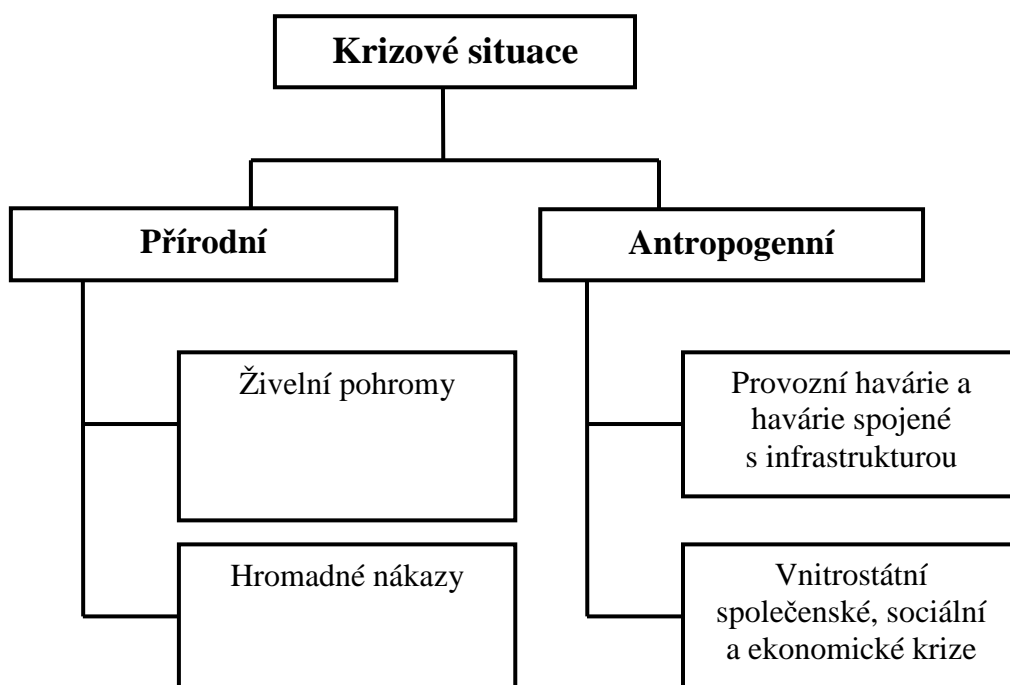 Krizové situace
Přírodní
Antropogenní
Živelní pohromy
Hromadné nákazy
Provozní havárie a
havárie spojené
s infrastrukturou
Vnitrostátní
společenské, sociální
a ekonomické krize